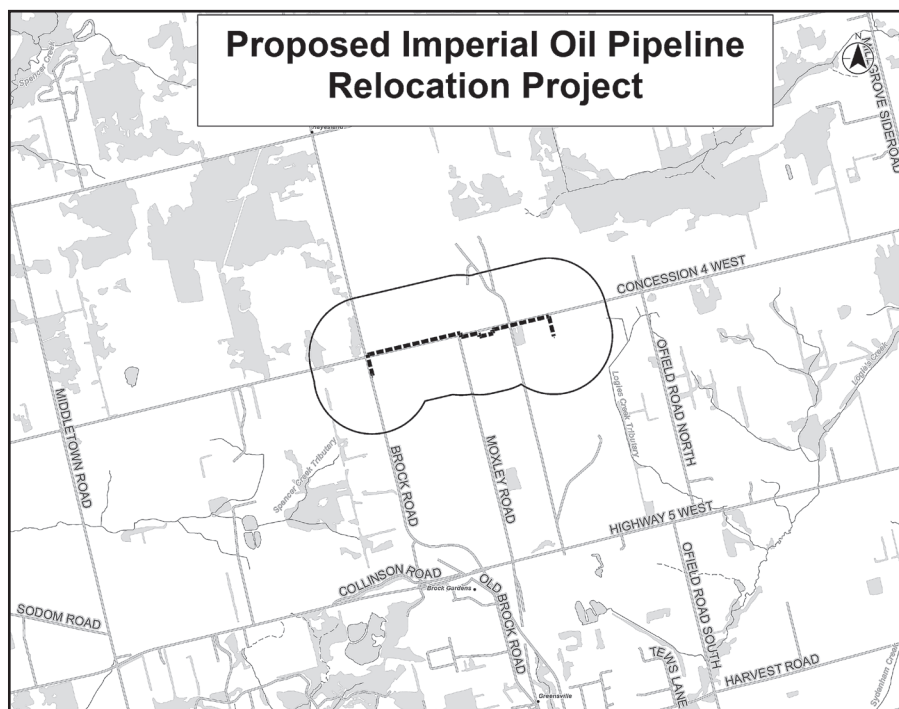 Proposed Imperial Oil Pipeline
Relocation Project
N
MILLGROVE SIDEROAD
Spencer Creek
CONCESSION 4 WEST
MIDDLETOWN ROAD
OFIELD ROAD NORTH
Logies Creek Tributary
Logie's Creek
Spencer Creek Tributary
BROCK ROAD
MOXLEY ROAD
HIGHWAY 5 WEST
COLLINSON ROAD
Brock Gardens
OLD BROCK ROAD
OFIELD ROAD SOUTH
SODOM ROAD
TEWS LANE
HARVEST ROAD
Greensville
Sydenham Creek